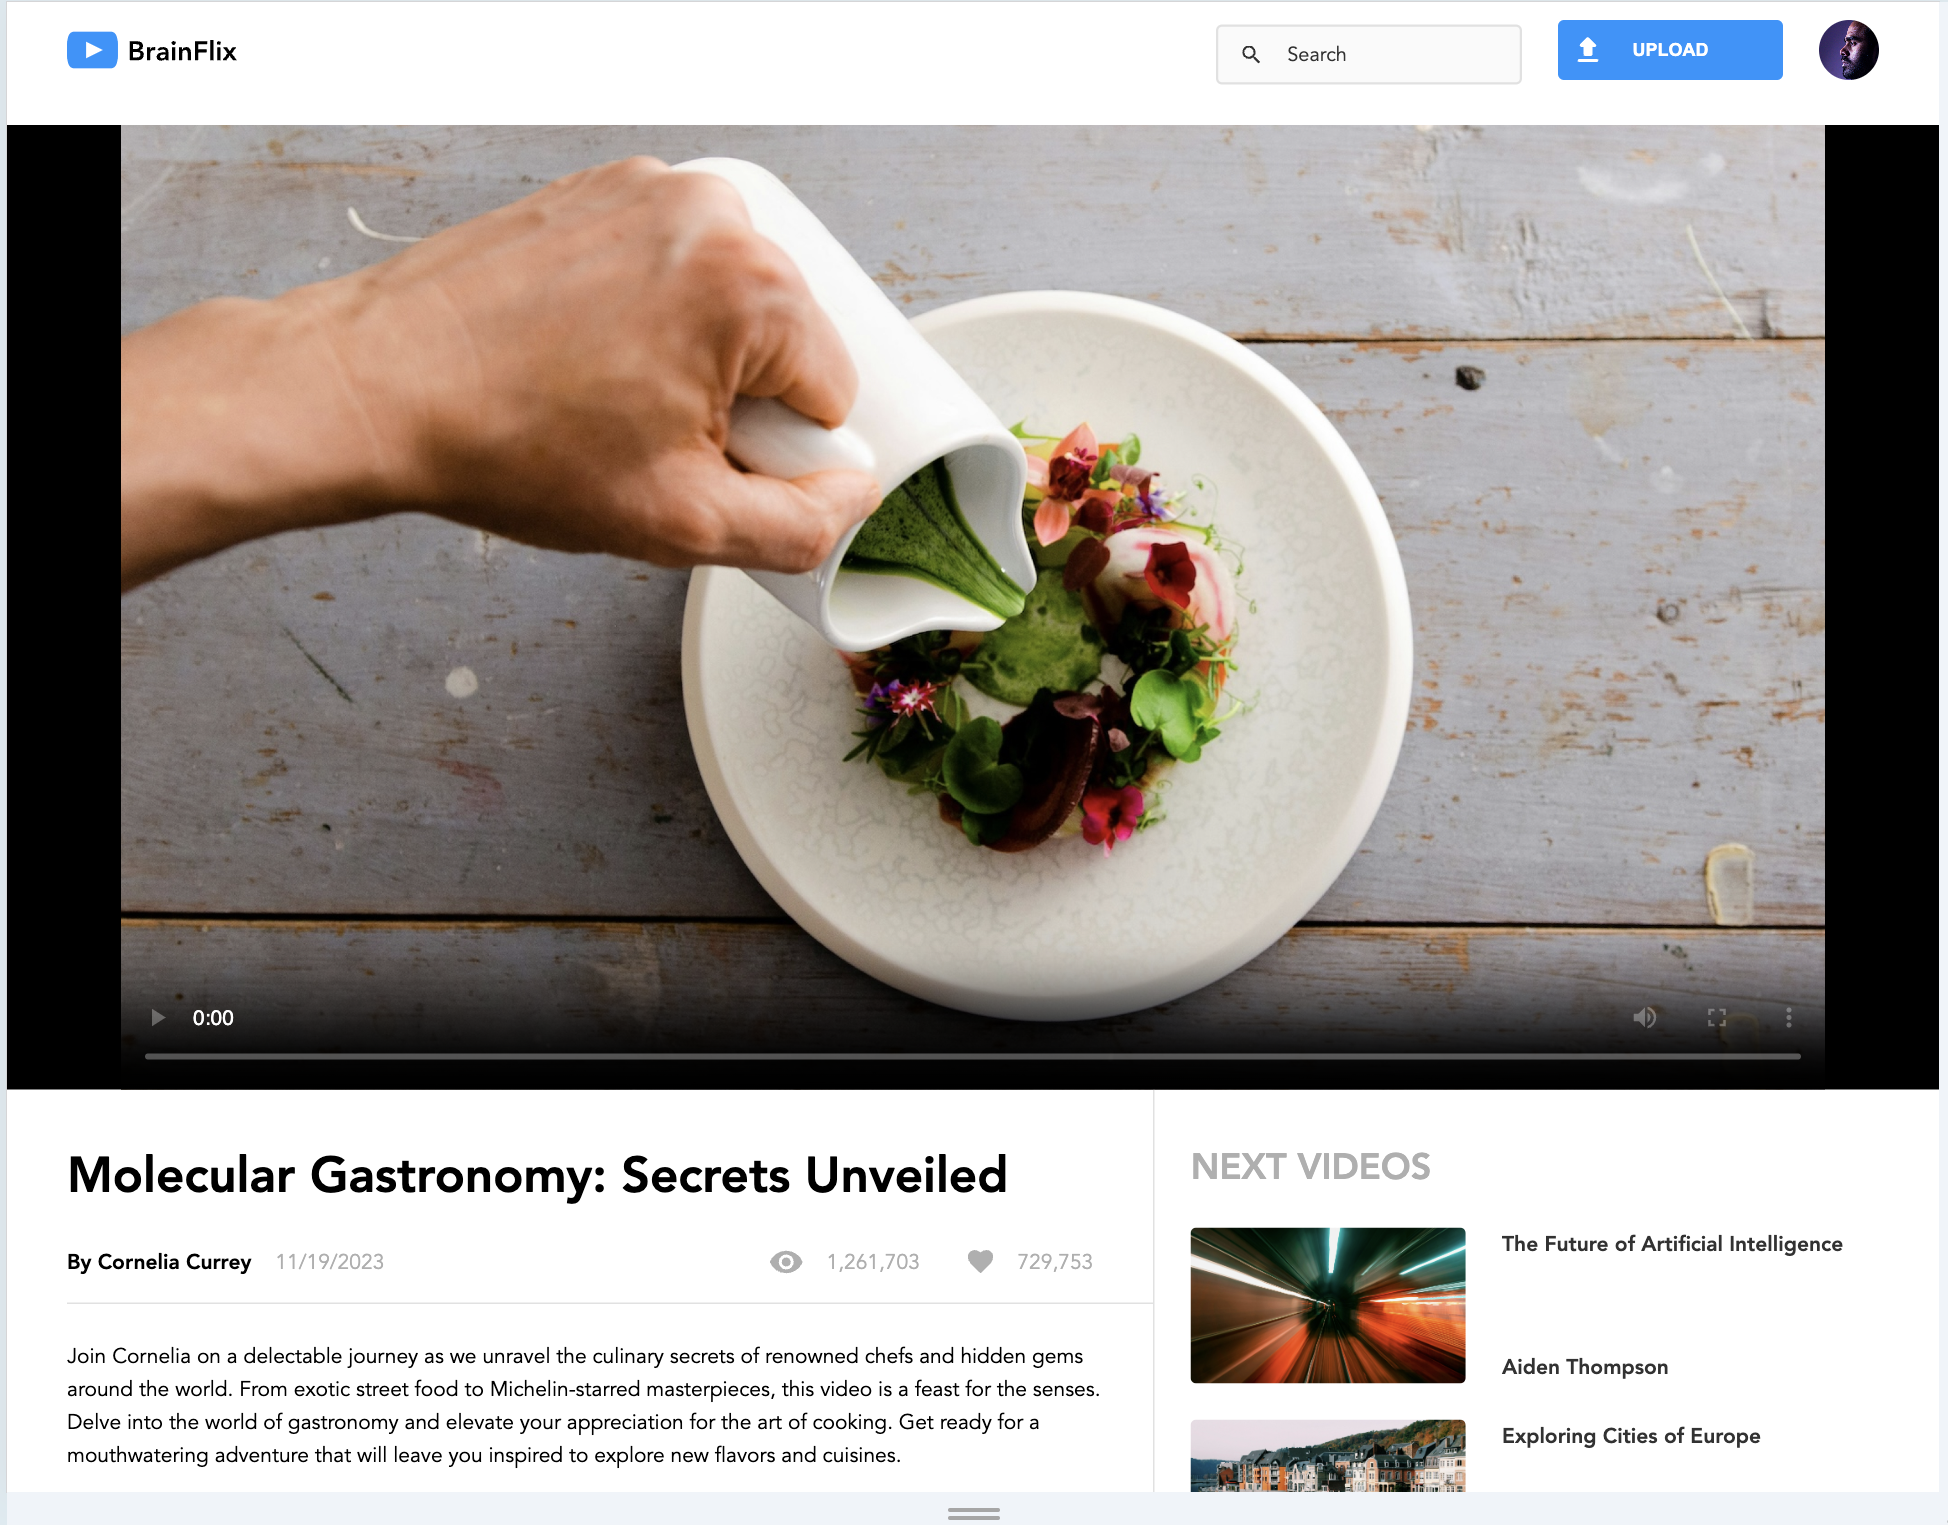 BrainFlix
Search
UPLOAD
0:00
Molecular Gastronomy: Secrets Unveiled
By Cornelia Currey 11/19/2023 1,261,703 729,753
Join Cornelia on a delectable journey as we unravel the culinary secrets of renowned chefs and hidden gems
around the world. From exotic street food to Michelin-starred masterpieces, this video is a feast for the senses.
Delve into the world of gastronomy and elevate your appreciation for the art of cooking. Get ready for a
mouthwatering adventure that will leave you inspired to explore new flavors and cuisines.
NEXT VIDEOS
The Future of Artificial Intelligence
Aiden Thompson
Exploring Cities of Europe